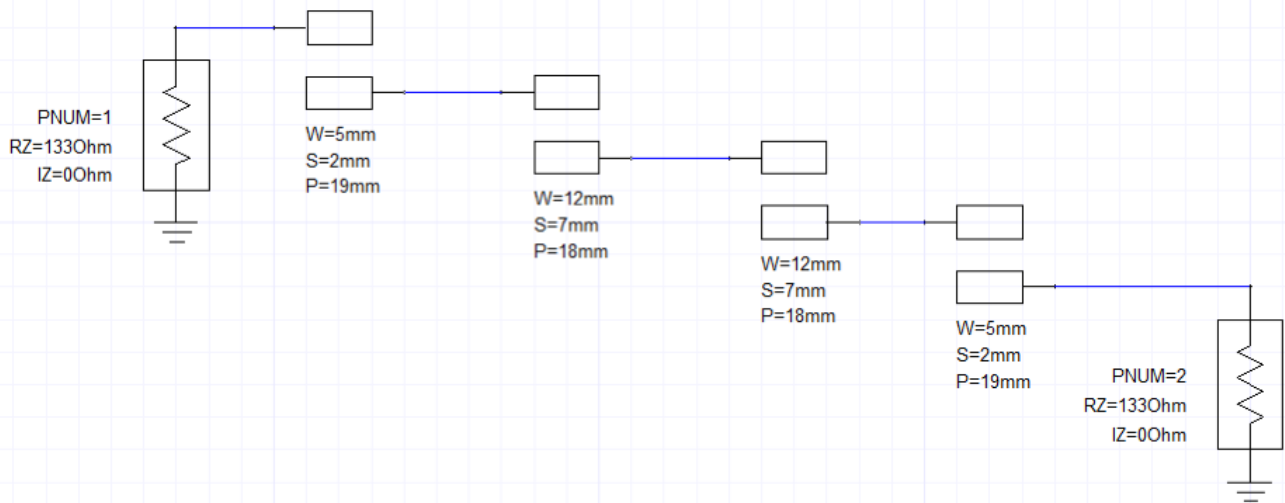 PNUM=1
RZ=133Ohm
IZ=0Ohm
W=5mm
S=2mm
P=19mm
W=12mm
S=7mm
P=18mm
W=12mm
S=7mm
P=18mm
W=5mm
S=2mm
P=19mm
PNUM=2
RZ=133Ohm
IZ=0Ohm